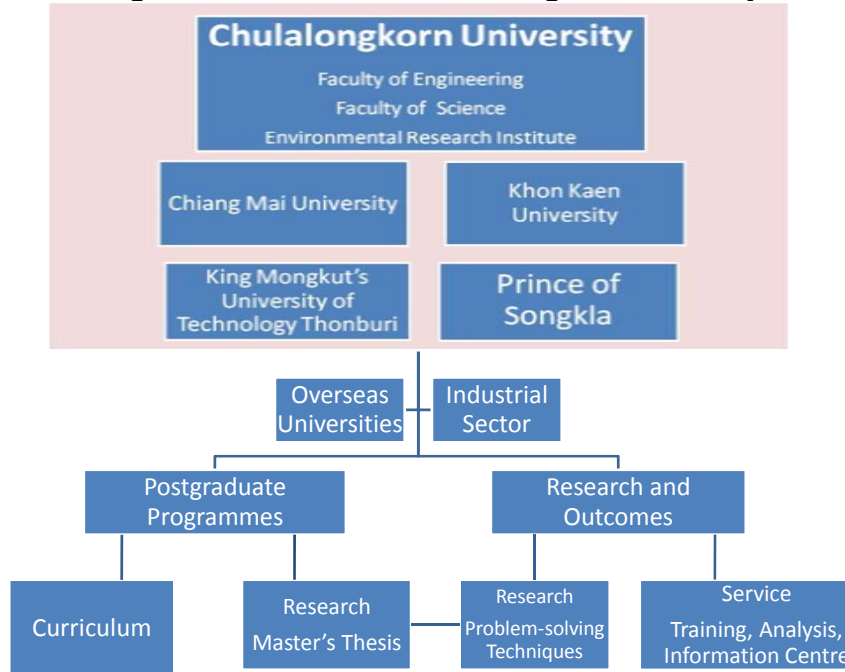 Chulalongkorn University
Faculty of Engineering
Faculty of Science
Environmental Research Institute
Chiang Mai University
Khon Kaen
University
King Mongkut's
University of
Technology Thonburi
Prince of
Songkla
Overseas
Universities
Industrial
Sector
Postgraduate
Programmes
Research and
Outcomes
Curriculum
Research
Master's Thesis
Research
Problem-solving
Techniques
Service
Training, Analysis,
Information Centre